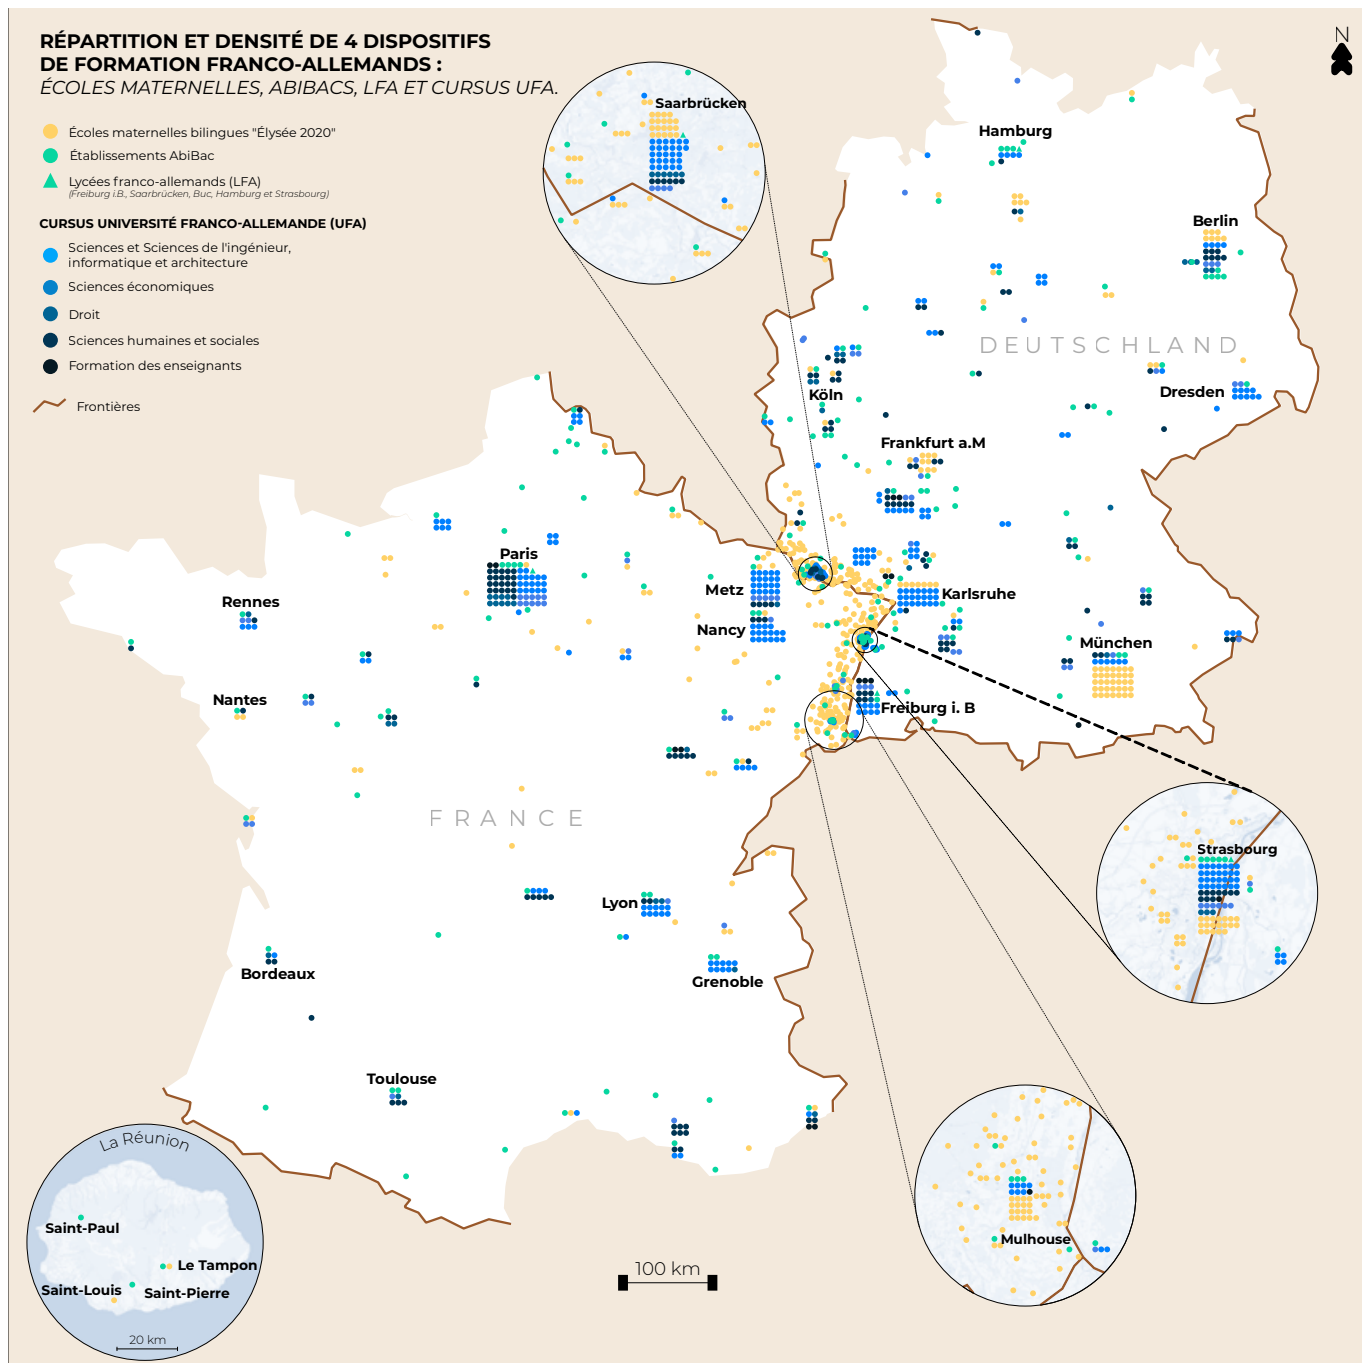 RÉPARTITION ET DENSITÉ DE 4 DISPOSITIFS
DE FORMATION FRANCO-ALLEMANDS :
ÉCOLES MATERNELLES, ABIBACS, LFA ET CURSUS UFA.
Écoles maternelles bilingues "Élysée 2020"
Établissements AbiBac
Lycées franco-allemands (LFA)
(Freiburg i.B., Saarbrücken, Buc, Hamburg et Strasbourg)
CURSUS UNIVERSITÉ FRANCO-ALLEMANDE (UFA)
Sciences et Sciences de l'ingénieur,
informatique et architecture
Sciences économiques
Droit
Sciences humaines et sociales
Formation des enseignants
Frontières
N
Saarbrücken
Hamburg
Berlin
DEUTSCHLAND
Köln
Dresden
Frankfurt a.M
Paris
Metz
Karlsruhe
Rennes
Nancy
München
Nantes
Freiburg i. B
FRANCE
Strasbourg
Lyon
Bordeaux
Grenoble
Toulouse
Mulhouse
La Réunion
Saint-Paul
Le Tampon
Saint-Louis
Saint-Pierre
20 km
100 km